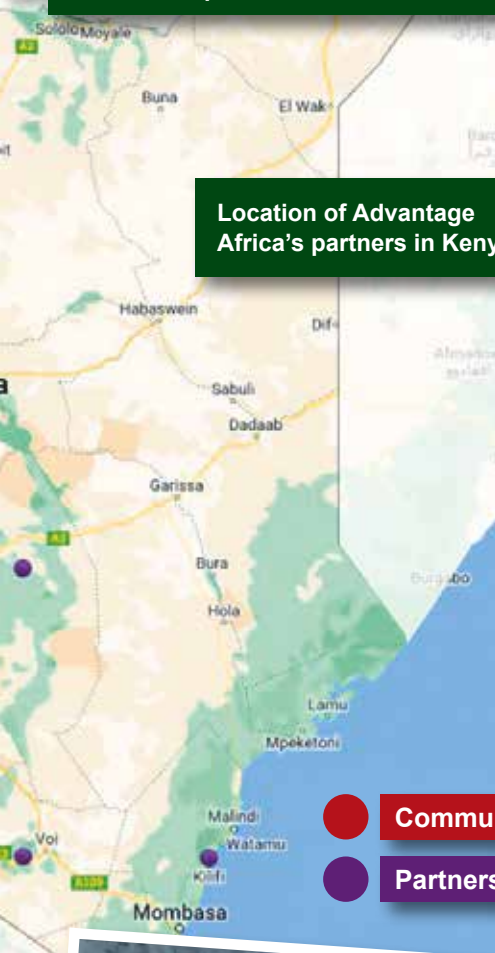 Sololo
Moyale
A2
Buna
El Wak
Location of Advantage
Africa's partners in Keny
Habaswein
Dif
a
Sabuli
Dadaab
Garissa
A3
Bura
Hola
Lamu
Mpeketoni
Malindi
Commu
Watamu
Voi
Partners
Kilifi
A109
Mombasa